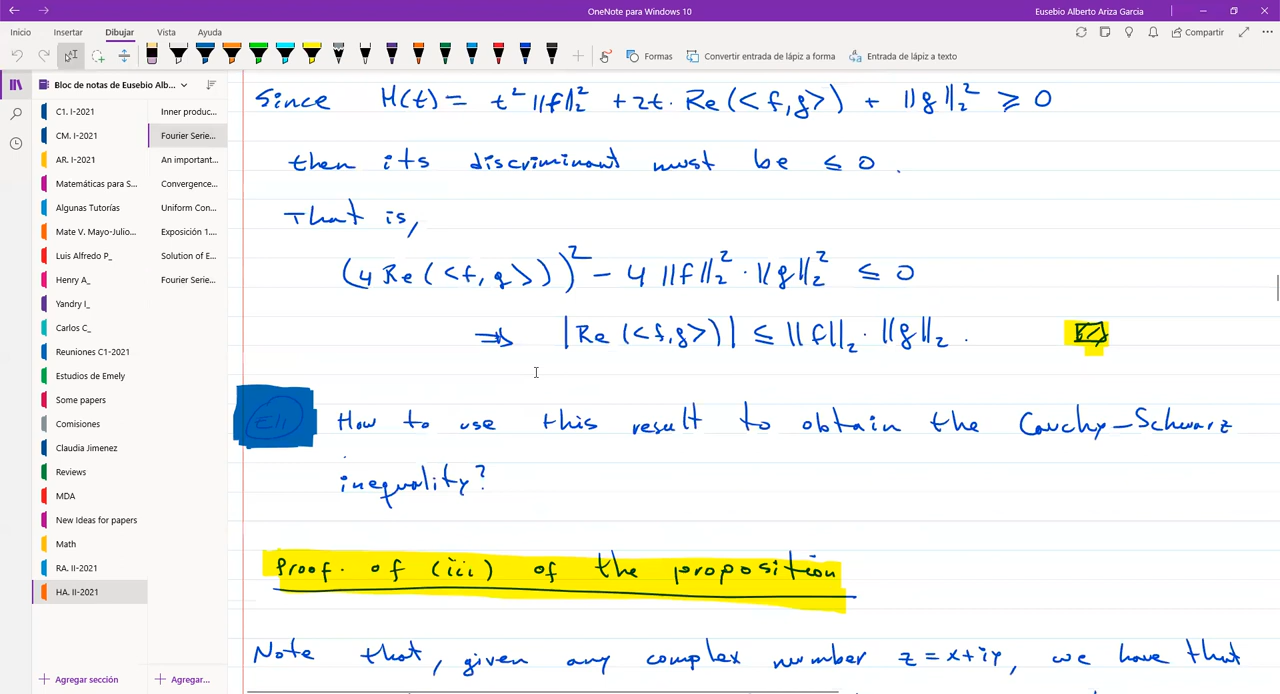 OneNote para Windows 10
Eusebio Alberto Ariza Garcia
Inicio
Insertar
Dibujar
Vista
Ayuda
Compartir
Formas
Convertir entrada de lápiz a forma
Entrada de lápiz a texto
Bloc de notas de Eusebio Alb...
C1. I-2021
CM. I-2021
AR. I-2021
Matemáticas para S...
Algunas Tutorías
Mate V. Mayo-Julio...
Luis Alfredo P_
Henry A_
Yandry I_
Carlos C_
Reuniones C1-2021
Estudios de Emely
Some papers
Comisiones
Claudia Jimenez
Reviews
MDA
New Ideas for papers
Math
RA. II-2021
HA. II-2021
Agregar sección
Inner produc...
Fourier Serie...
An important...
Convergence...
Uniform Con...
Exposición 1....
Solution of E...
Fourier Serie...
Agregar...
Since H(t) = t² ||f||₂² + 2t · Re(<f,g>) + ||g||₂² ≥ 0
then its discriminant must be ≤ 0.
That is,
(4 Re(<f,g>))² - 4 ||f||₂² · ||g||₂² ≤ 0
⇒ |Re(<f,g>)| ≤ ||f||₂ · ||g||₂.
How to use this result to obtain the Cauchy-Schwarz
inequality?
Proof. of (iii) of the proposition
Note that, given any complex number z = x+iy, we have that